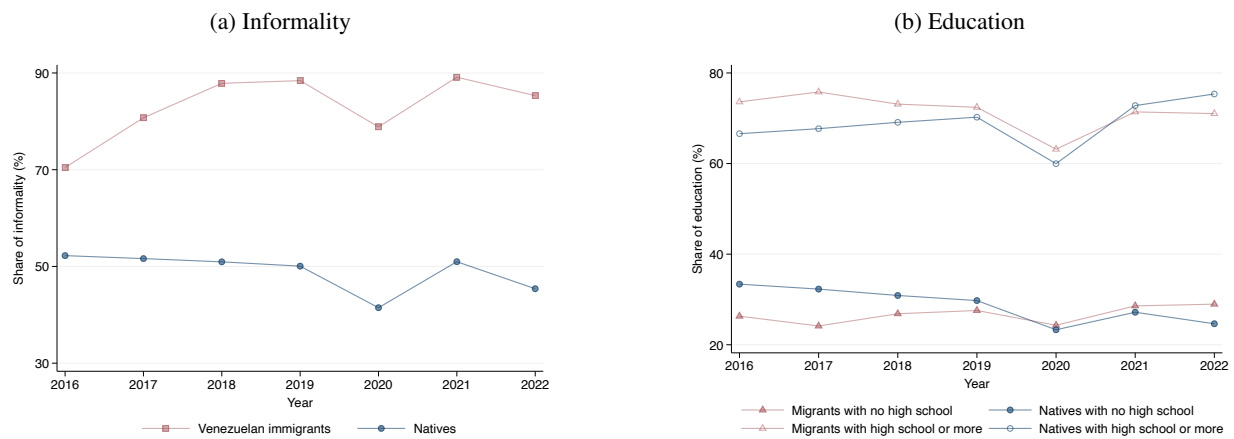 (a) Informality
Share of informality (%)
90
70
50
30
2016 2017 2018 2019 2020 2021 2022
Year
Venezuelan immigrants Natives
(b) Education
Share of education (%)
80
60
40
20
2016 2017 2018 2019 2020 2021 2022
Year
Migrants with no high school Natives with no high school
Migrants with high school or more Natives with high school or more